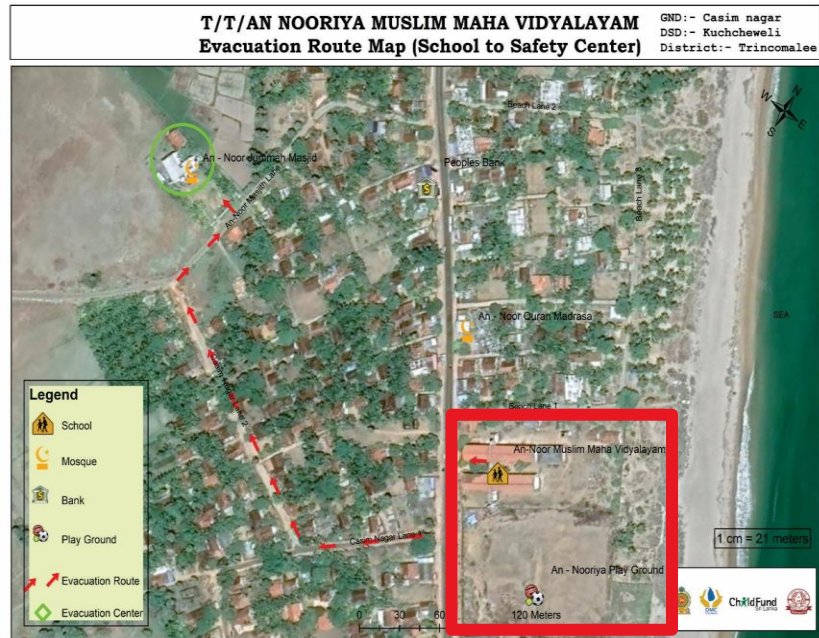 T/T/AN NOORIYA MUSLIM MAHA VIDYALAYAM
Evacuation Route Map (School to Safety Center)
GND:- Casim nagar
DSD:- Kuchcheweli
District:- Trincomalee
Beach Lane 2
N
W
E
S
An - Noor Jummah Masjid
Peoples Bank
An-Noor Masjith Lane
Beach Lane 3
An - Noor Quran Madrasa
SEA
Casim Nagar Lane 2
Beach Lane 1
An-Noor Muslim Maha Vidyalayam
Casim Nagar Lane 1
1 cm = 21 meters
An - Nooriya Play Ground
0 30 60 120 Meters
Legend
School
Mosque
Bank
Play Ground
Evacuation Route
Evacuation Center
DMC
ChildFund
Sri Lanka